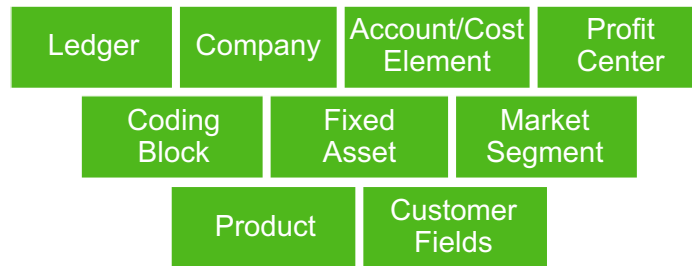 Ledger
Company
Account/Cost
Element
Profit
Center
Coding
Block
Fixed
Asset
Market
Segment
Product
Customer
Fields